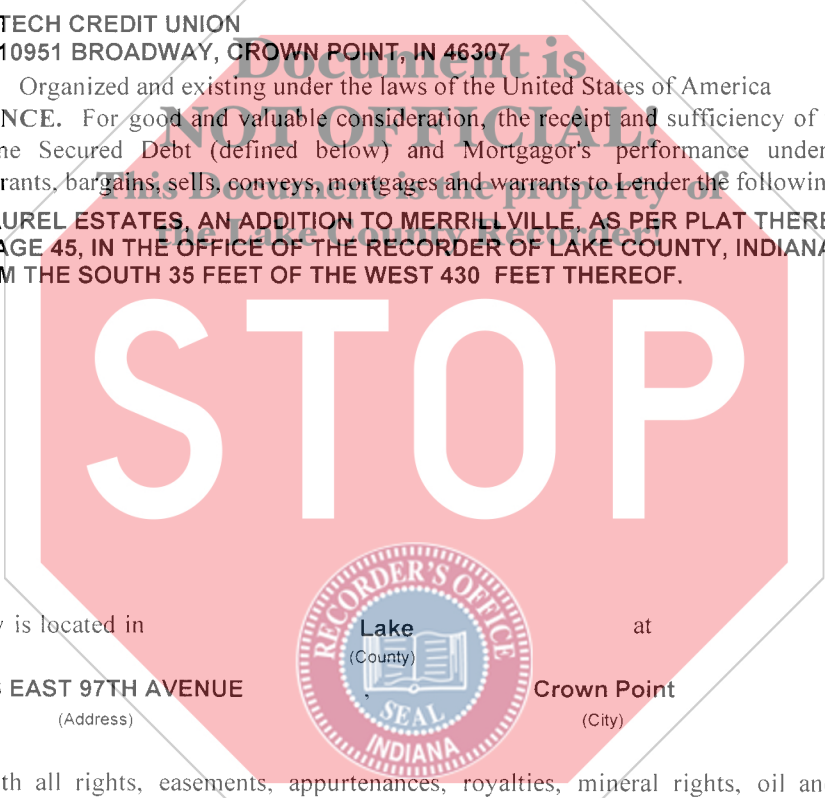 TECH CREDIT UNION
10951 BROADWAY, CROWN POINT, IN 46307
Document is
Organized and existing under the laws of the United States of America
NCE. For good and valuable consideration, the receipt and sufficiency of
NOT OFFICIAL!
ne Secured Debt (defined below) and Mortgagor's performance under
rants, bargains, sells, conveys, mortgages and warrants to Lender the followin
This Document is the property of
AUREL ESTATES, AN ADDITION TO MERRILLVILLE, AS PER PLAT THERE
the Lake County Recorder!
AGE 45, IN THE OFFICE OF THE RECORDER OF LAKE COUNTY, INDIANA
M THE SOUTH 35 FEET OF THE WEST 430 FEET THEREOF.
STOP
RECORDER'S OFFICE
y is located in Lake at
(County)
S EAST 97TH AVENUE , Crown Point
(Address) (City)
SEAL
INDIANA
th all rights, easements, appurtenances, royalties, mineral rights, oil an